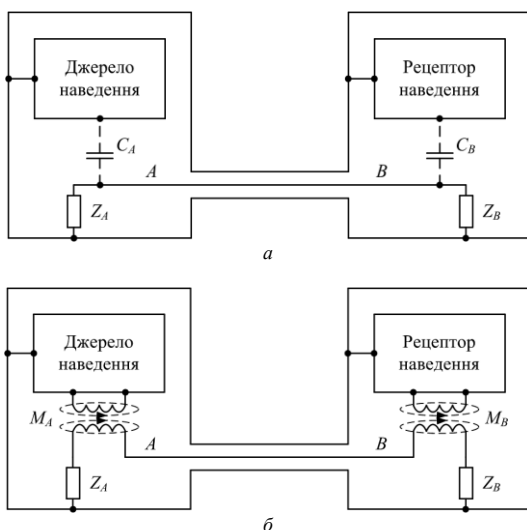 Джерело
наведення
Рецептор
наведення
C_A
C_B
A
B
Z_A
Z_B
а
Джерело
наведення
Рецептор
наведення
M_A
M_B
A
B
Z_A
Z_B
б